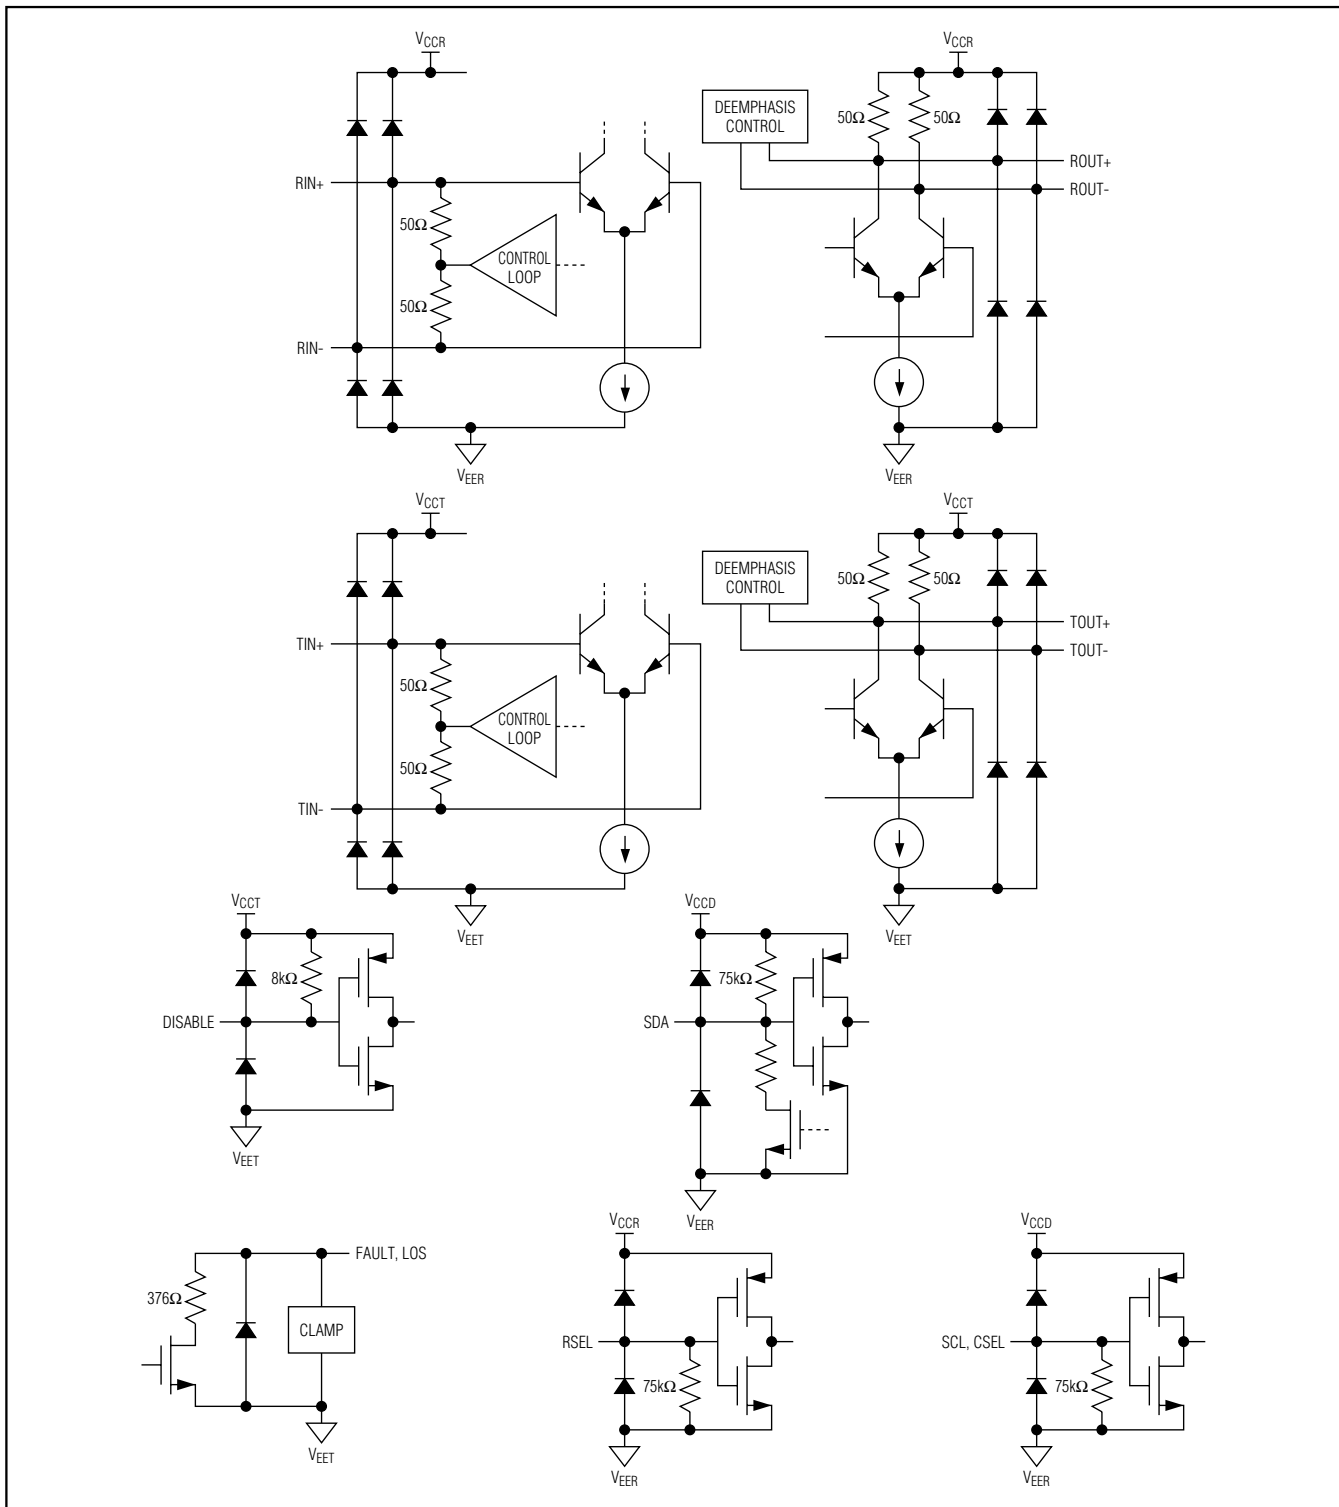 VCCR
VCCR
DEEMPHASIS
CONTROL
50Ω
50Ω
ROUT+
RIN+
ROUT-
50Ω
CONTROL
LOOP
50Ω
RIN-
VEER
VEER
VCCT
VCCT
DEEMPHASIS
CONTROL
50Ω
50Ω
TOUT+
TIN+
TOUT-
50Ω
CONTROL
LOOP
50Ω
TIN-
VEET
VEET
VCCT
8kΩ
DISABLE
VEET
VCCD
75kΩ
SDA
VEER
FAULT, LOS
376Ω
CLAMP
VEET
VCCR
RSEL
75kΩ
VEER
VCCD
SCL, CSEL
75kΩ
VEER